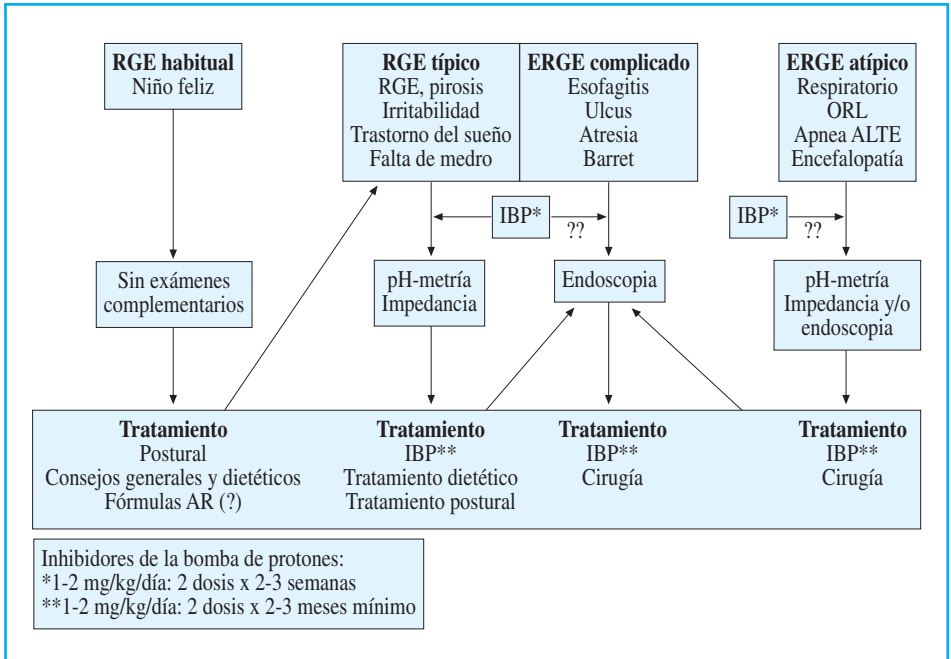 RGE habitual
Niño feliz
RGE típico
RGE, pirosis
Irritabilidad
Trastorno del sueño
Falta de medro
ERGE complicado
Esofagitis
Ulcus
Atresia
Barret
ERGE atípico
Respiratorio
ORL
Apnea ALTE
Encefalopatía
IBP*
??
IBP*
??
Sin exámenes
complementarios
pH-metría
Impedancia
Endoscopia
pH-metría
Impedancia y/o
endoscopia
Tratamiento
Postural
Consejos generales y dietéticos
Fórmulas AR (?)
Tratamiento
IBP**
Tratamiento dietético
Tratamiento postural
Tratamiento
IBP**
Cirugía
Tratamiento
IBP**
Cirugía
Inhibidores de la bomba de protones:
*1-2 mg/kg/día: 2 dosis x 2-3 semanas
**1-2 mg/kg/día: 2 dosis x 2-3 meses mínimo